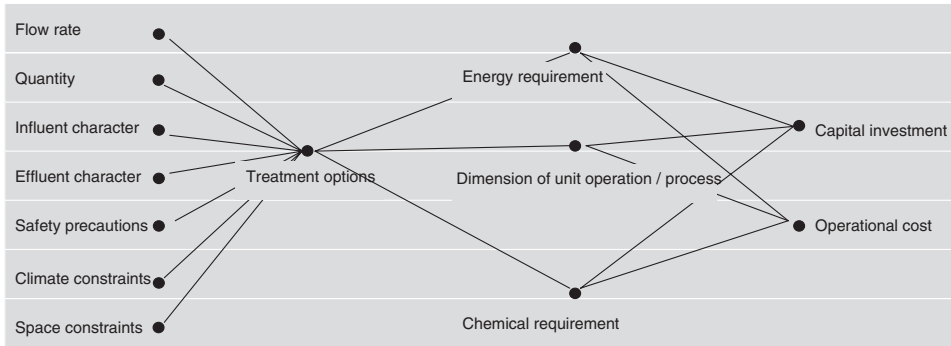 Flow rate
Quantity
Influent character
Effluent character
Safety precautions
Climate constraints
Space constraints
Treatment options
Energy requirement
Dimension of unit operation / process
Chemical requirement
Capital investment
Operational cost